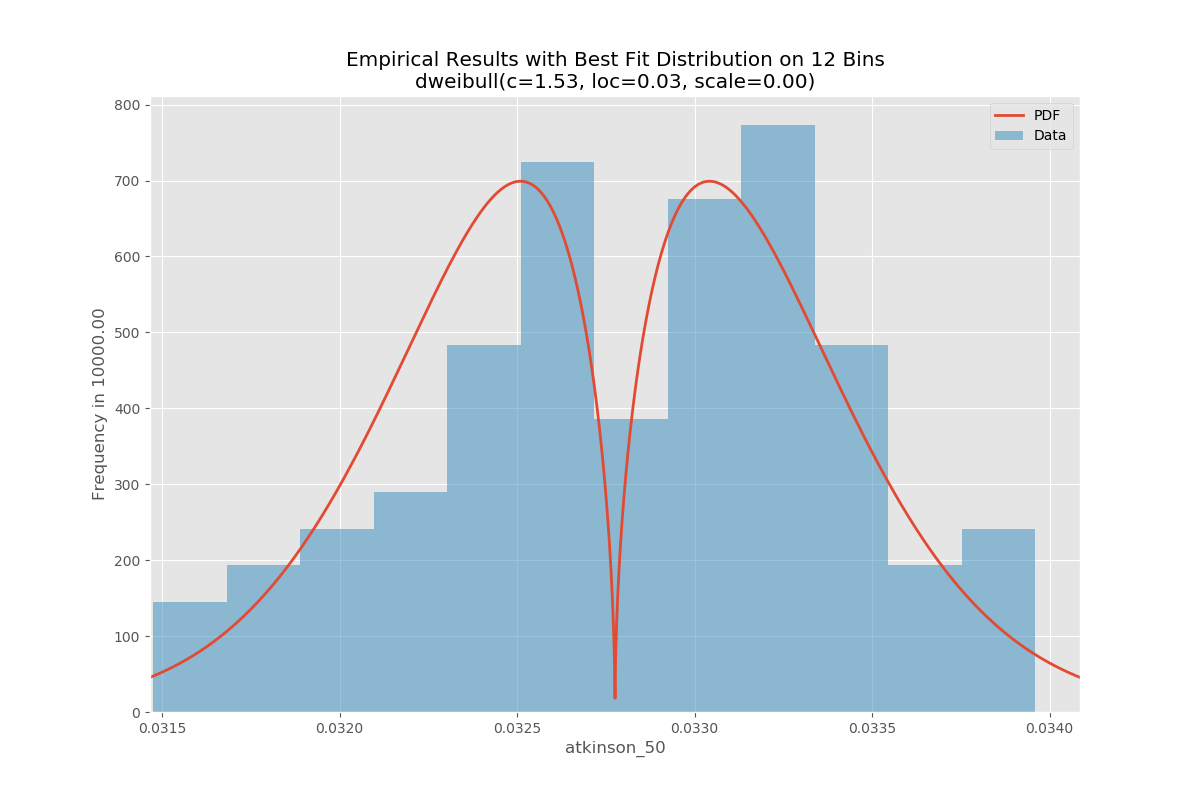 Empirical Results with Best Fit Distribution on 12 Bins
dweibull(c=1.53, loc=0.03, scale=0.00)
PDF
Data
Frequency in 10000.00
800
700
600
500
400
300
200
100
0
0.0315
0.0320
0.0325
0.0330
0.0335
0.0340
atkinson_50